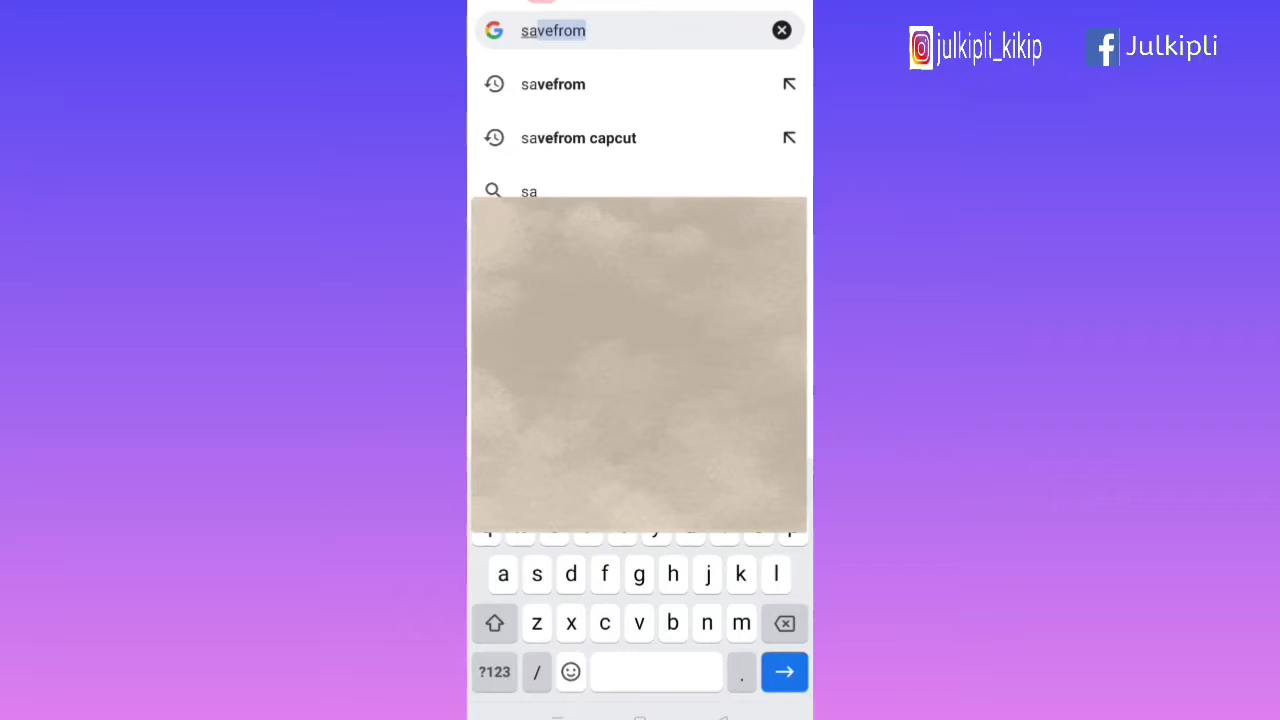 savefrom
julkipli_kikip
Julkipli
savefrom
savefrom capcut
sa
a s d f g h j k l
z x c v b n m
?123 / .